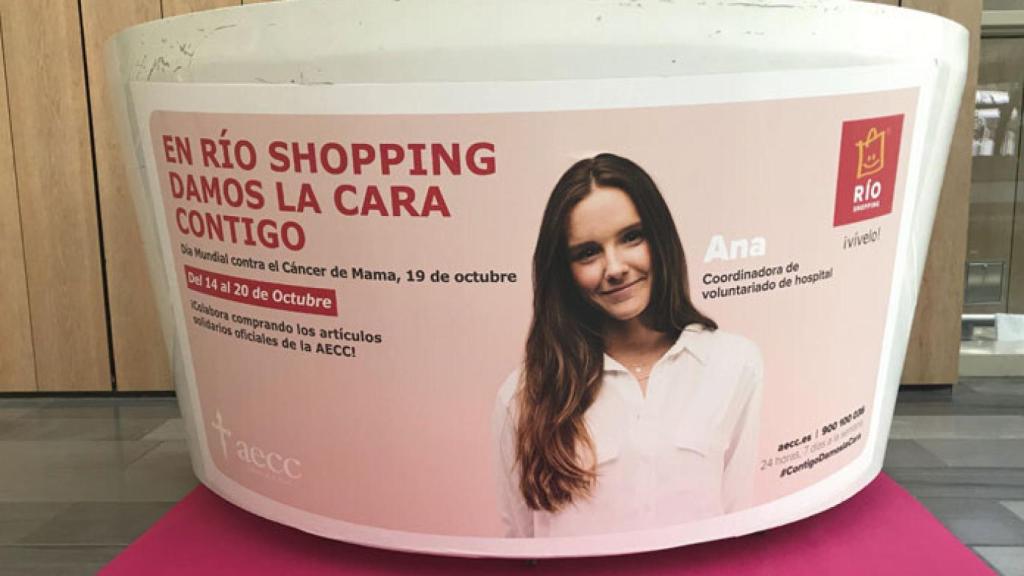 EN RÍO SHOPPING
DAMOS LA CARA
CONTIGO
Día Mundial contra el Cáncer de Mama, 19 de octubre
Del 14 al 20 de Octubre
¡Colabora comprando los artículos
solidarios oficiales de la AECC!
aecc
Ana
Coordinadora de
voluntariado de hospital
RÍO
SHOPPING
¡vívelo!
aecc.es | 900 100 036
24 horas, 7 días a la semana
#ContigoDamoslaCara